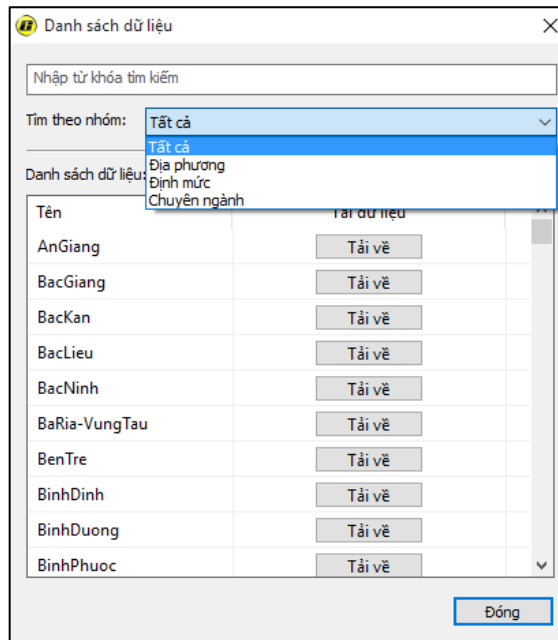 Danh sách dữ liệu
Nhập từ khóa tìm kiếm
Tìm theo nhóm: Tất cả
Tất cả
Địa phương
Định mức
Chuyên ngành
Danh sách dữ liệu:
Tên Tải dữ liệu
AnGiang Tải về
BacGiang Tải về
BacKan Tải về
BacLieu Tải về
BacNinh Tải về
BaRia-VungTau Tải về
BenTre Tải về
BinhDinh Tải về
BinhDuong Tải về
BinhPhuoc Tải về
Đóng